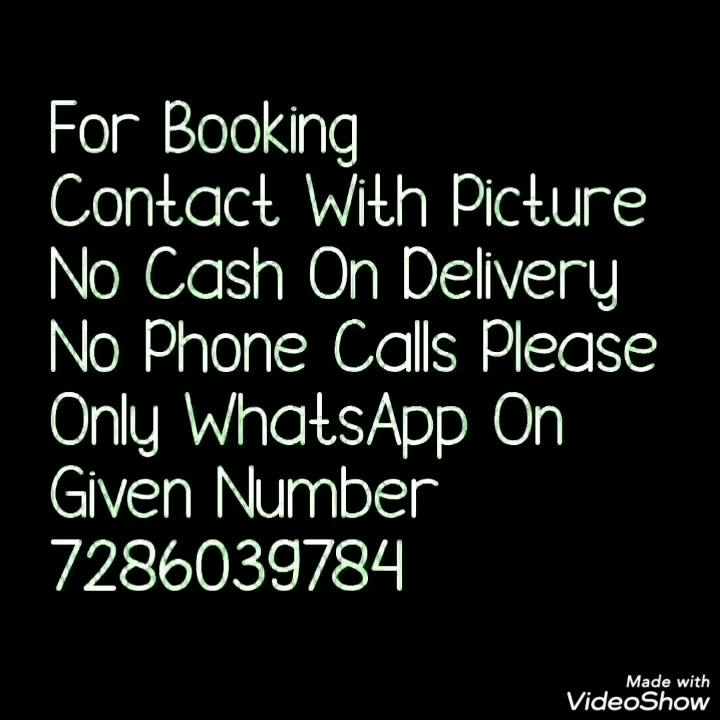 For Booking
Contact With Picture
No Cash On Delivery
No Phone Calls Please
Only WhatsApp On
Given Number
7286039784
Made with
VideoShow